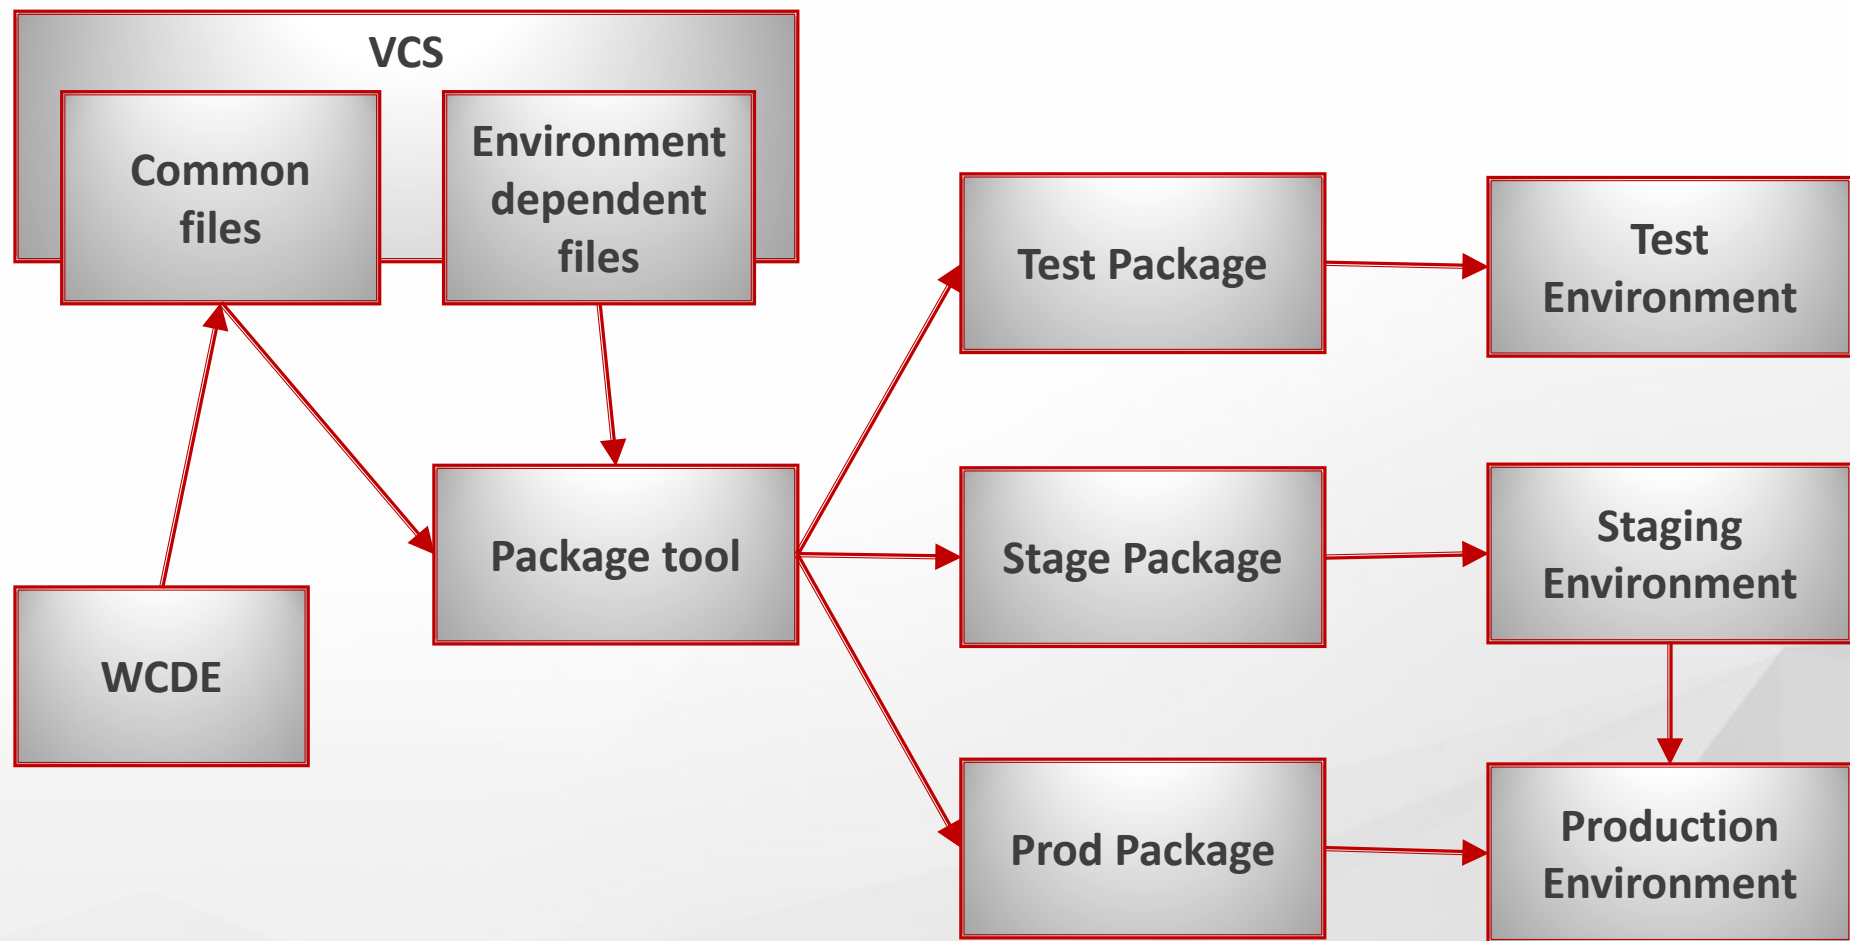 VCS
Common
files
Environment
dependent
files
Test Package
Test
Environment
Package tool
Stage Package
Staging
Environment
WCDE
Prod Package
Production
Environment